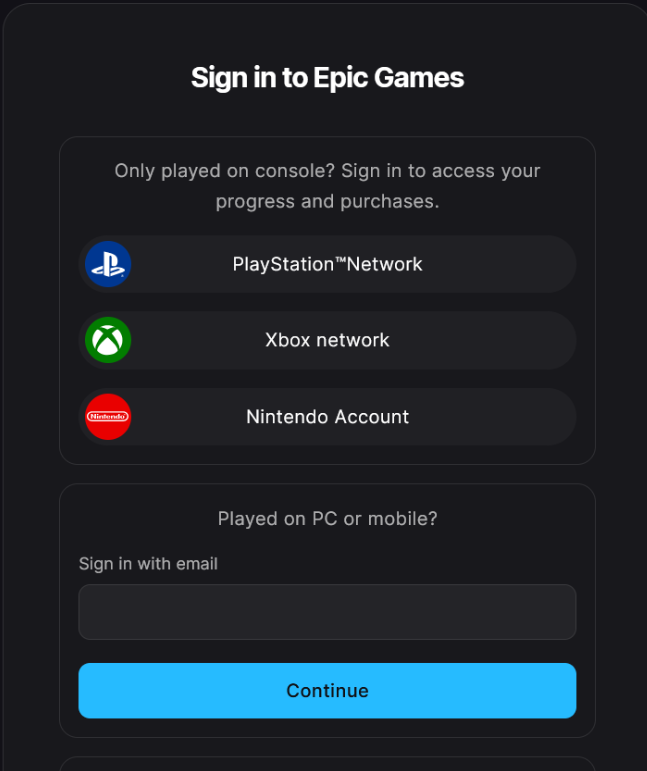 Sign in to Epic Games
Only played on console? Sign in to access your
progress and purchases.
PlayStation™Network
Xbox network
Nintendo
Nintendo Account
Played on PC or mobile?
Sign in with email
Continue